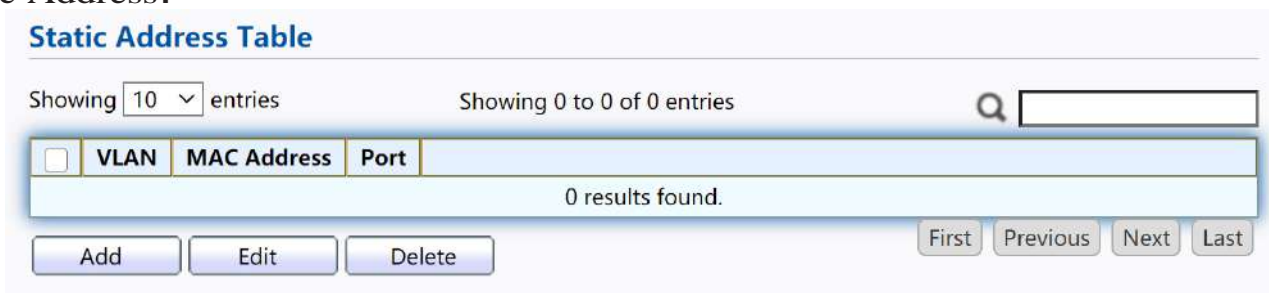 Static Address Table
Showing 10 entries Showing 0 to 0 of 0 entries
VLAN MAC Address Port
0 results found.
Add Edit Delete First Previous Next Last